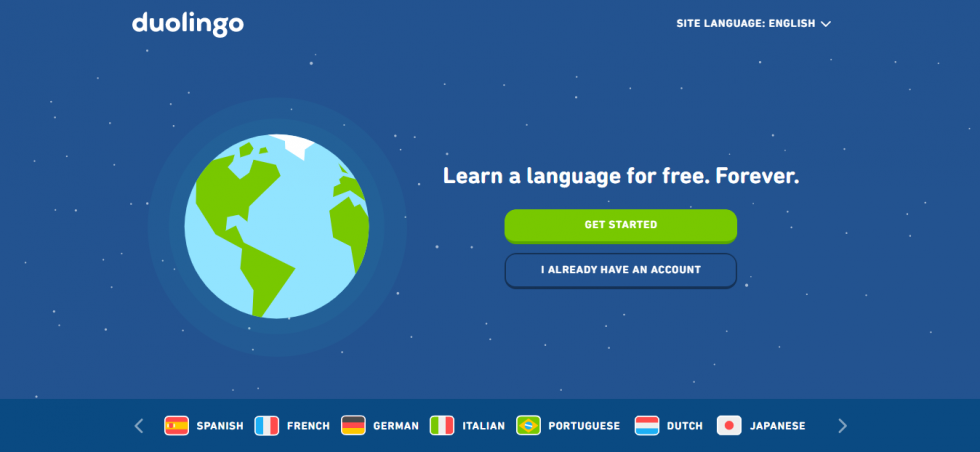 duolingo
SITE LANGUAGE: ENGLISH
Learn a language for free. Forever.
GET STARTED
I ALREADY HAVE AN ACCOUNT
SPANISH FRENCH GERMAN ITALIAN PORTUGUESE DUTCH JAPANESE